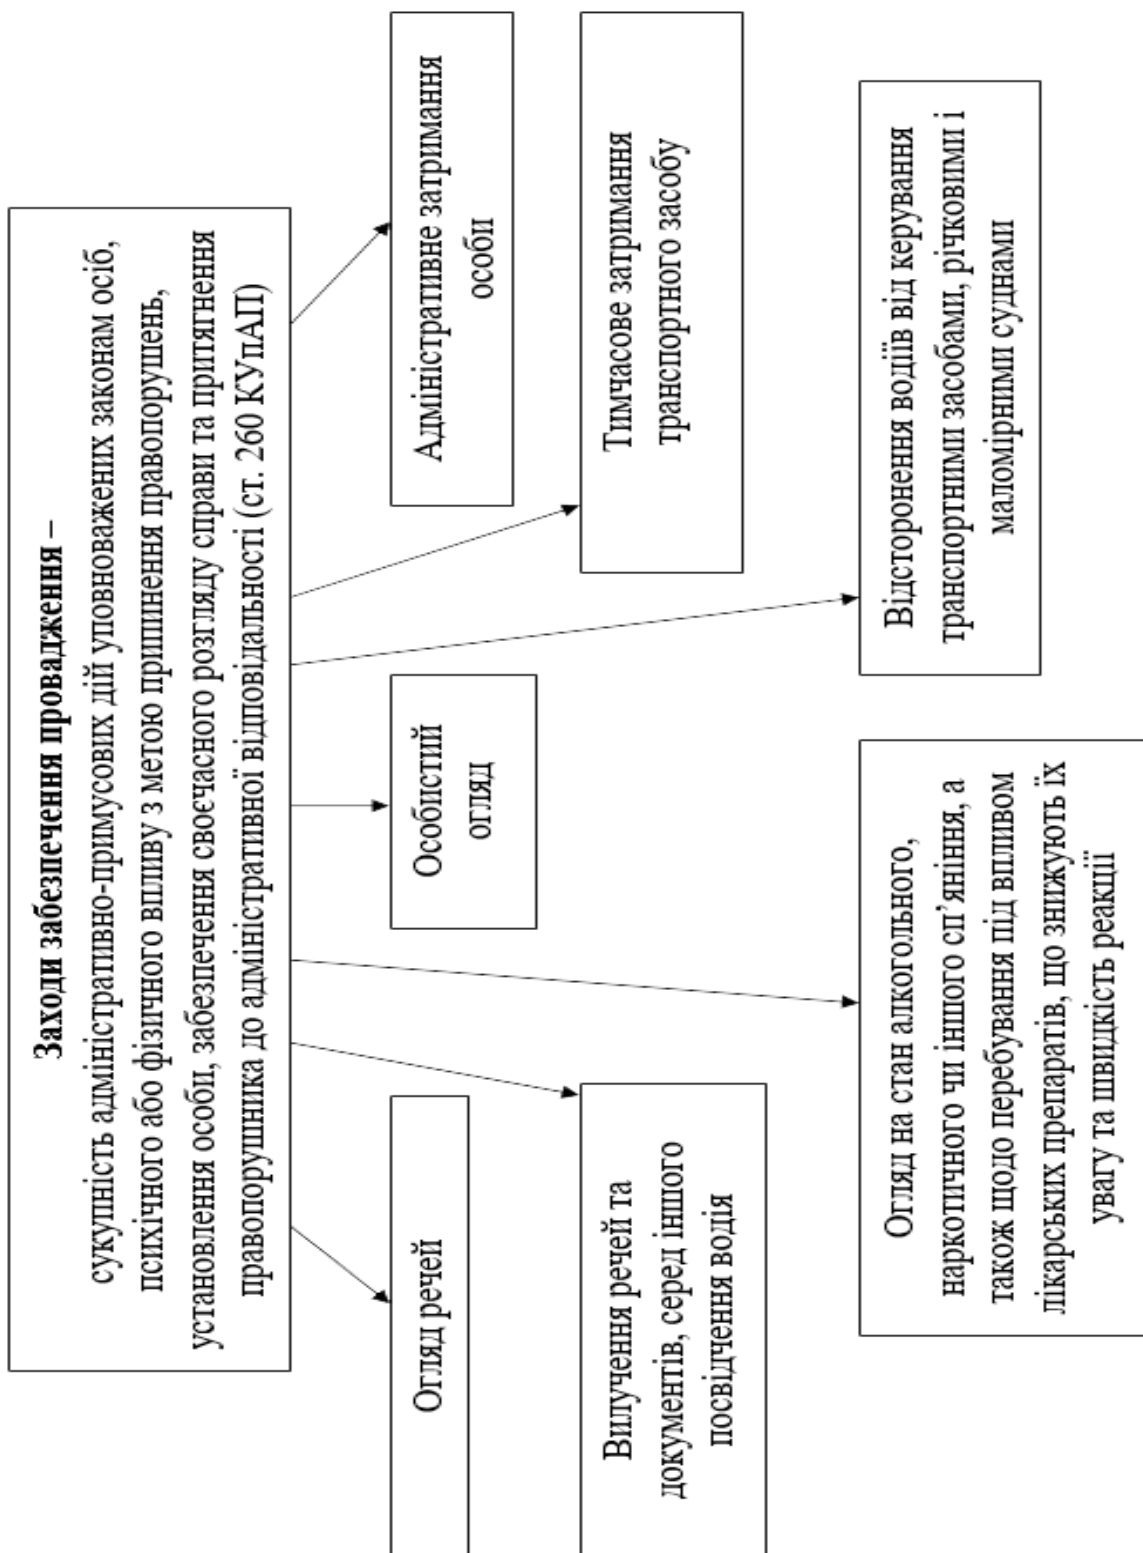 Заходи забезпечення провадження –
сукупність адміністративно-примусових дій уповноважених законам осіб,
психічного або фізичного впливу з метою припинення правопорушень,
установлення особи, забезпечення своєчасного розгляду справи та притягнення
правопорушника до адміністративної відповідальності (ст. 260 КУпАП)
Огляд речей
Особистий
огляд
Адміністративне затримання
особи
Вилучення речей та
документів, серед іншого
посвідчення водія
Тимчасове затримання
транспортного засобу
Огляд на стан алкогольного,
наркотичного чи іншого сп’яніння, а
також щодо перебування під впливом
лікарських препаратів, що знижують їх
увагу та швидкість реакції
Відсторонення водіїв від керування
транспортними засобами, річковими і
маломірними суднами